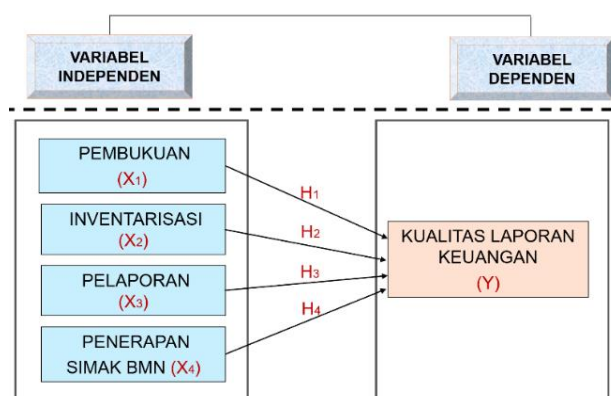 VARIABEL
INDEPENDEN
VARIABEL
DEPENDEN
PEMBUKUAN
(X1)
INVENTARISASI
(X2)
PELAPORAN
(X3)
PENERAPAN
SIMAK BMN (X4)
H1
H2
H3
H4
KUALITAS LAPORAN
KEUANGAN
(Y)